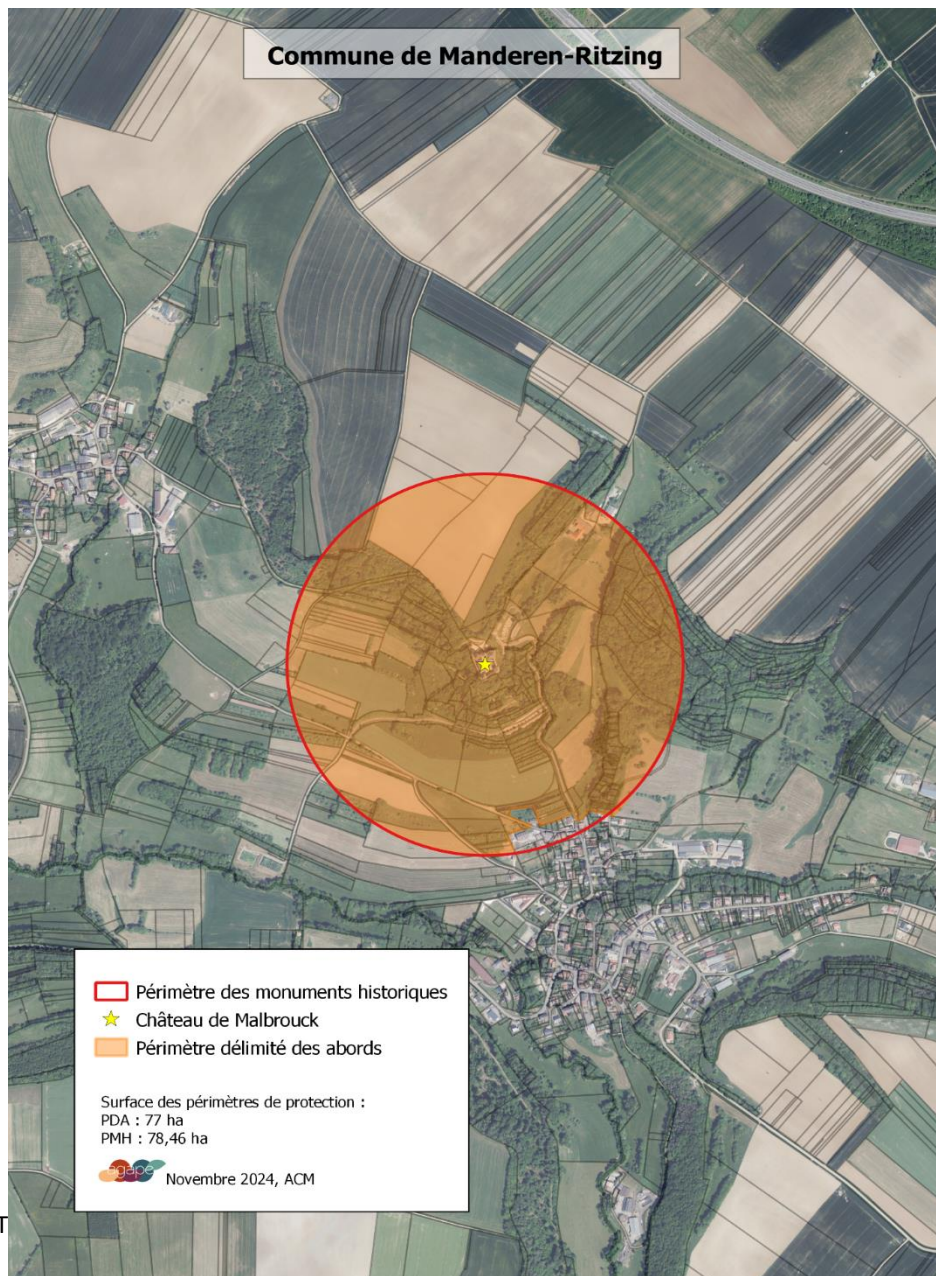 Commune de Manderen-Ritzing
Périmètre des monuments historiques
Château de Malbrouck
Périmètre délimité des abords
Surface des périmètres de protection :
PDA : 77 ha
PMH : 78,46 ha
agape
Novembre 2024, ACM
T